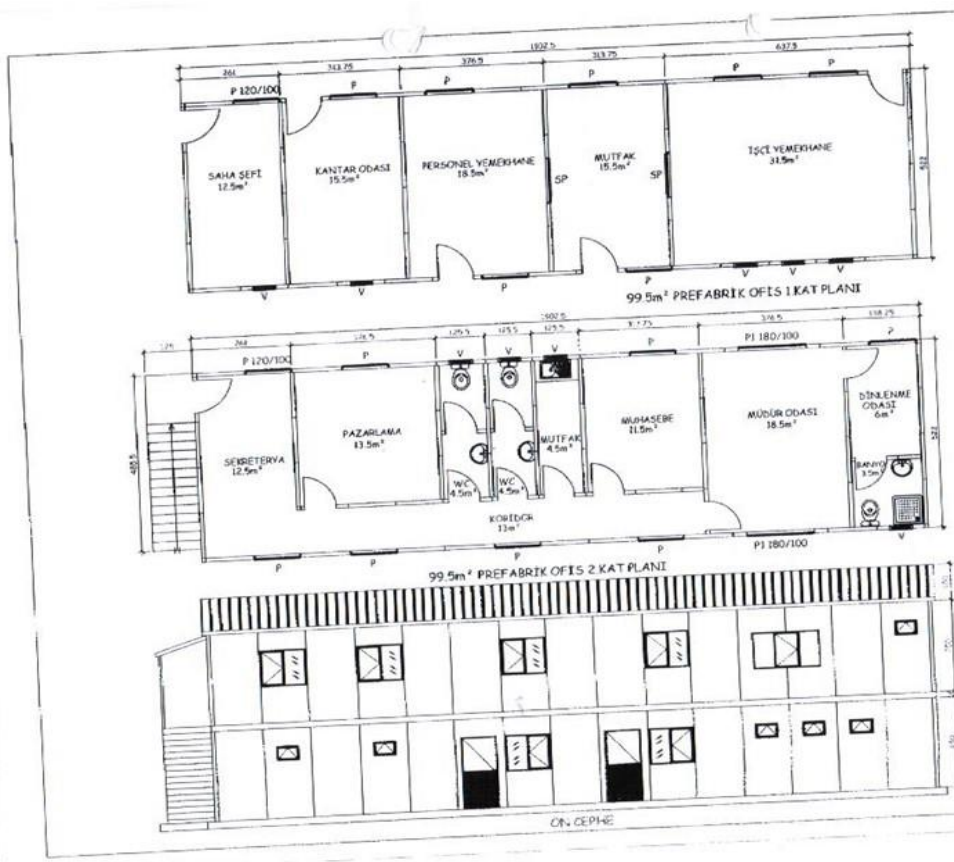 1902.5
261 313.75 376.5 313.75 637.5
P 120/100 P P P P P
SAHA ŞEFİ
12.5m²
KANTAR ODASI
15.5m²
PERSONEL YEMEKHANE
18.5m²
MUTFAK
15.5m²
İŞÇİ YEMEKHANE
31.5m²
SP SP
522
V V P P V V V
99.5m² PREFABRİK OFİS 1.KAT PLANI
1902.5
125 261 376.5 125.5 125.5 125.5 376.5 138.75
P 120/100 P V V V P P1 180/100 P
SEKRETERYA
12.5m²
PAZARLAMA
13.5m²
WC
4.5m²
WC
4.5m²
MUTFAK
4.5m²
MUHASEBE
11.5m²
MÜDÜR ODASI
18.5m²
DİNLENME
ODASI
6m²
BANYO
3.5m²
KORİDOR
13m²
485.5
522
P P P P P1 180/100 V
99.5m² PREFABRİK OFİS 2.KAT PLANI
ÖN CEPHE